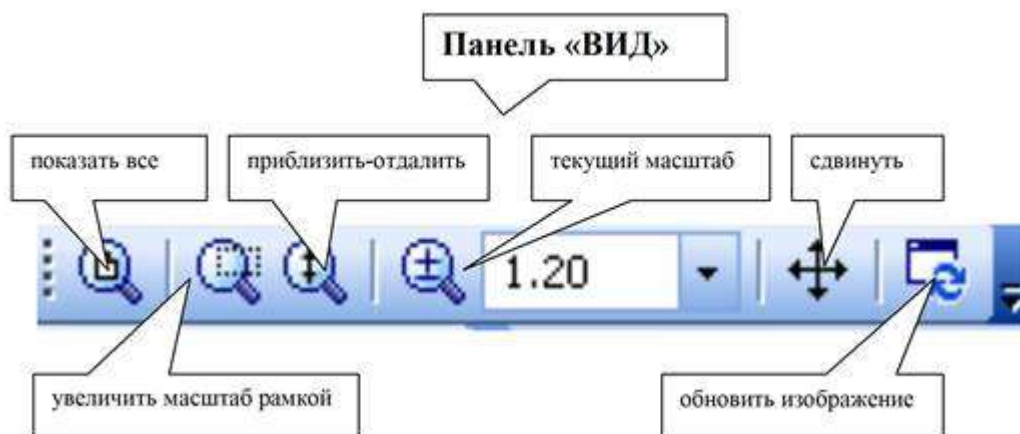 Панель «ВИД»
показать все
приблизить-отдалить
текущий масштаб
сдвинуть
1.20
увеличить масштаб рамкой
обновить изображение